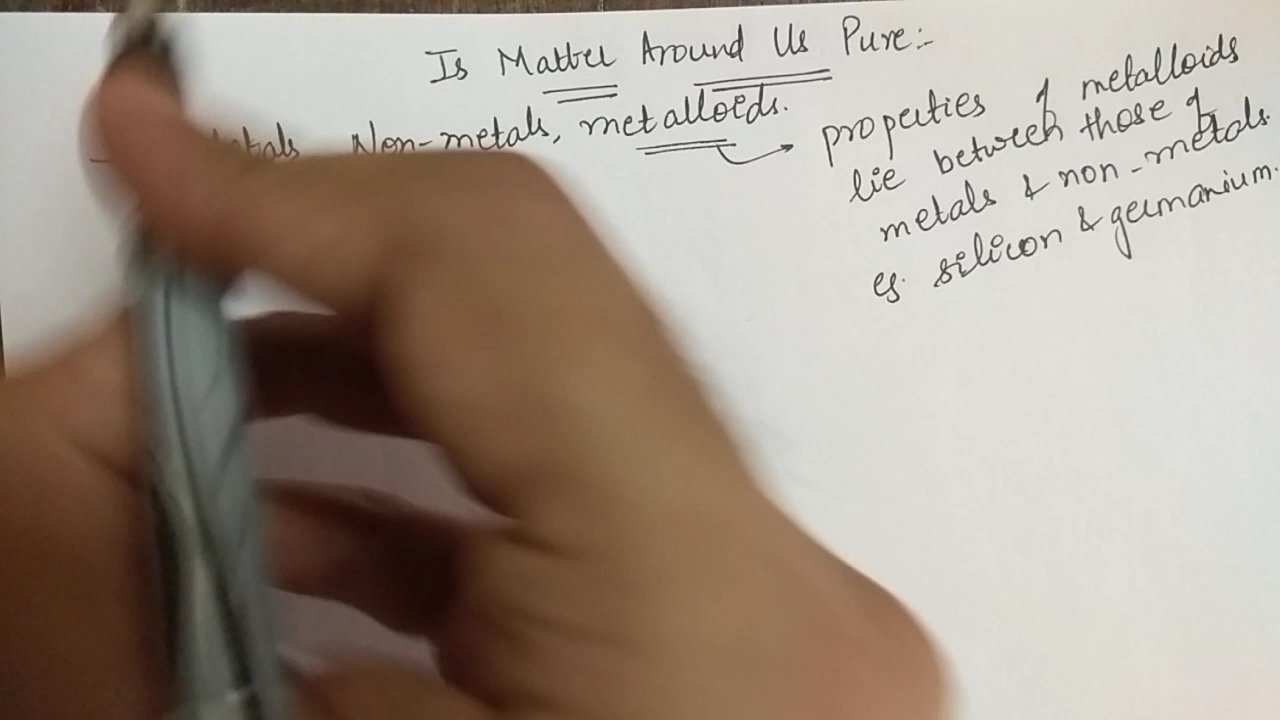 Is Matter Around Us Pure:-
Non-metals, metalloids.
properties of metalloids
lie between those of
metals & non-metals.
eg. silicon & germanium.